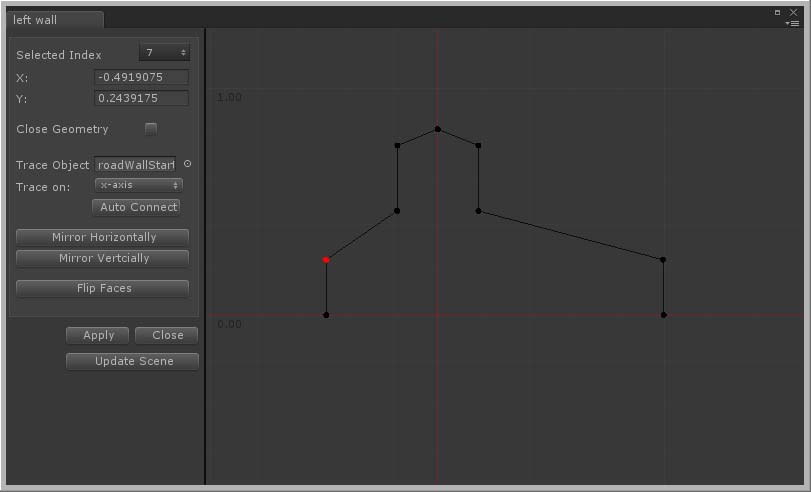 left wall
Selected Index 7
X: -0.4919075
Y: 0.2439175
Close Geometry
Trace Object roadWallStart
Trace on: x-axis
Auto Connect
Mirror Horizontally
Mirror Vertcially
Flip Faces
Apply Close
Update Scene
1.00
0.00